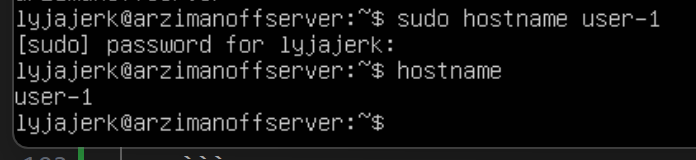 lyjajerk@arzimanoffserver:~$ sudo hostname user-1
[sudo] password for lyjajerk:
lyjajerk@arzimanoffserver:~$ hostname
user-1
lyjajerk@arzimanoffserver:~$